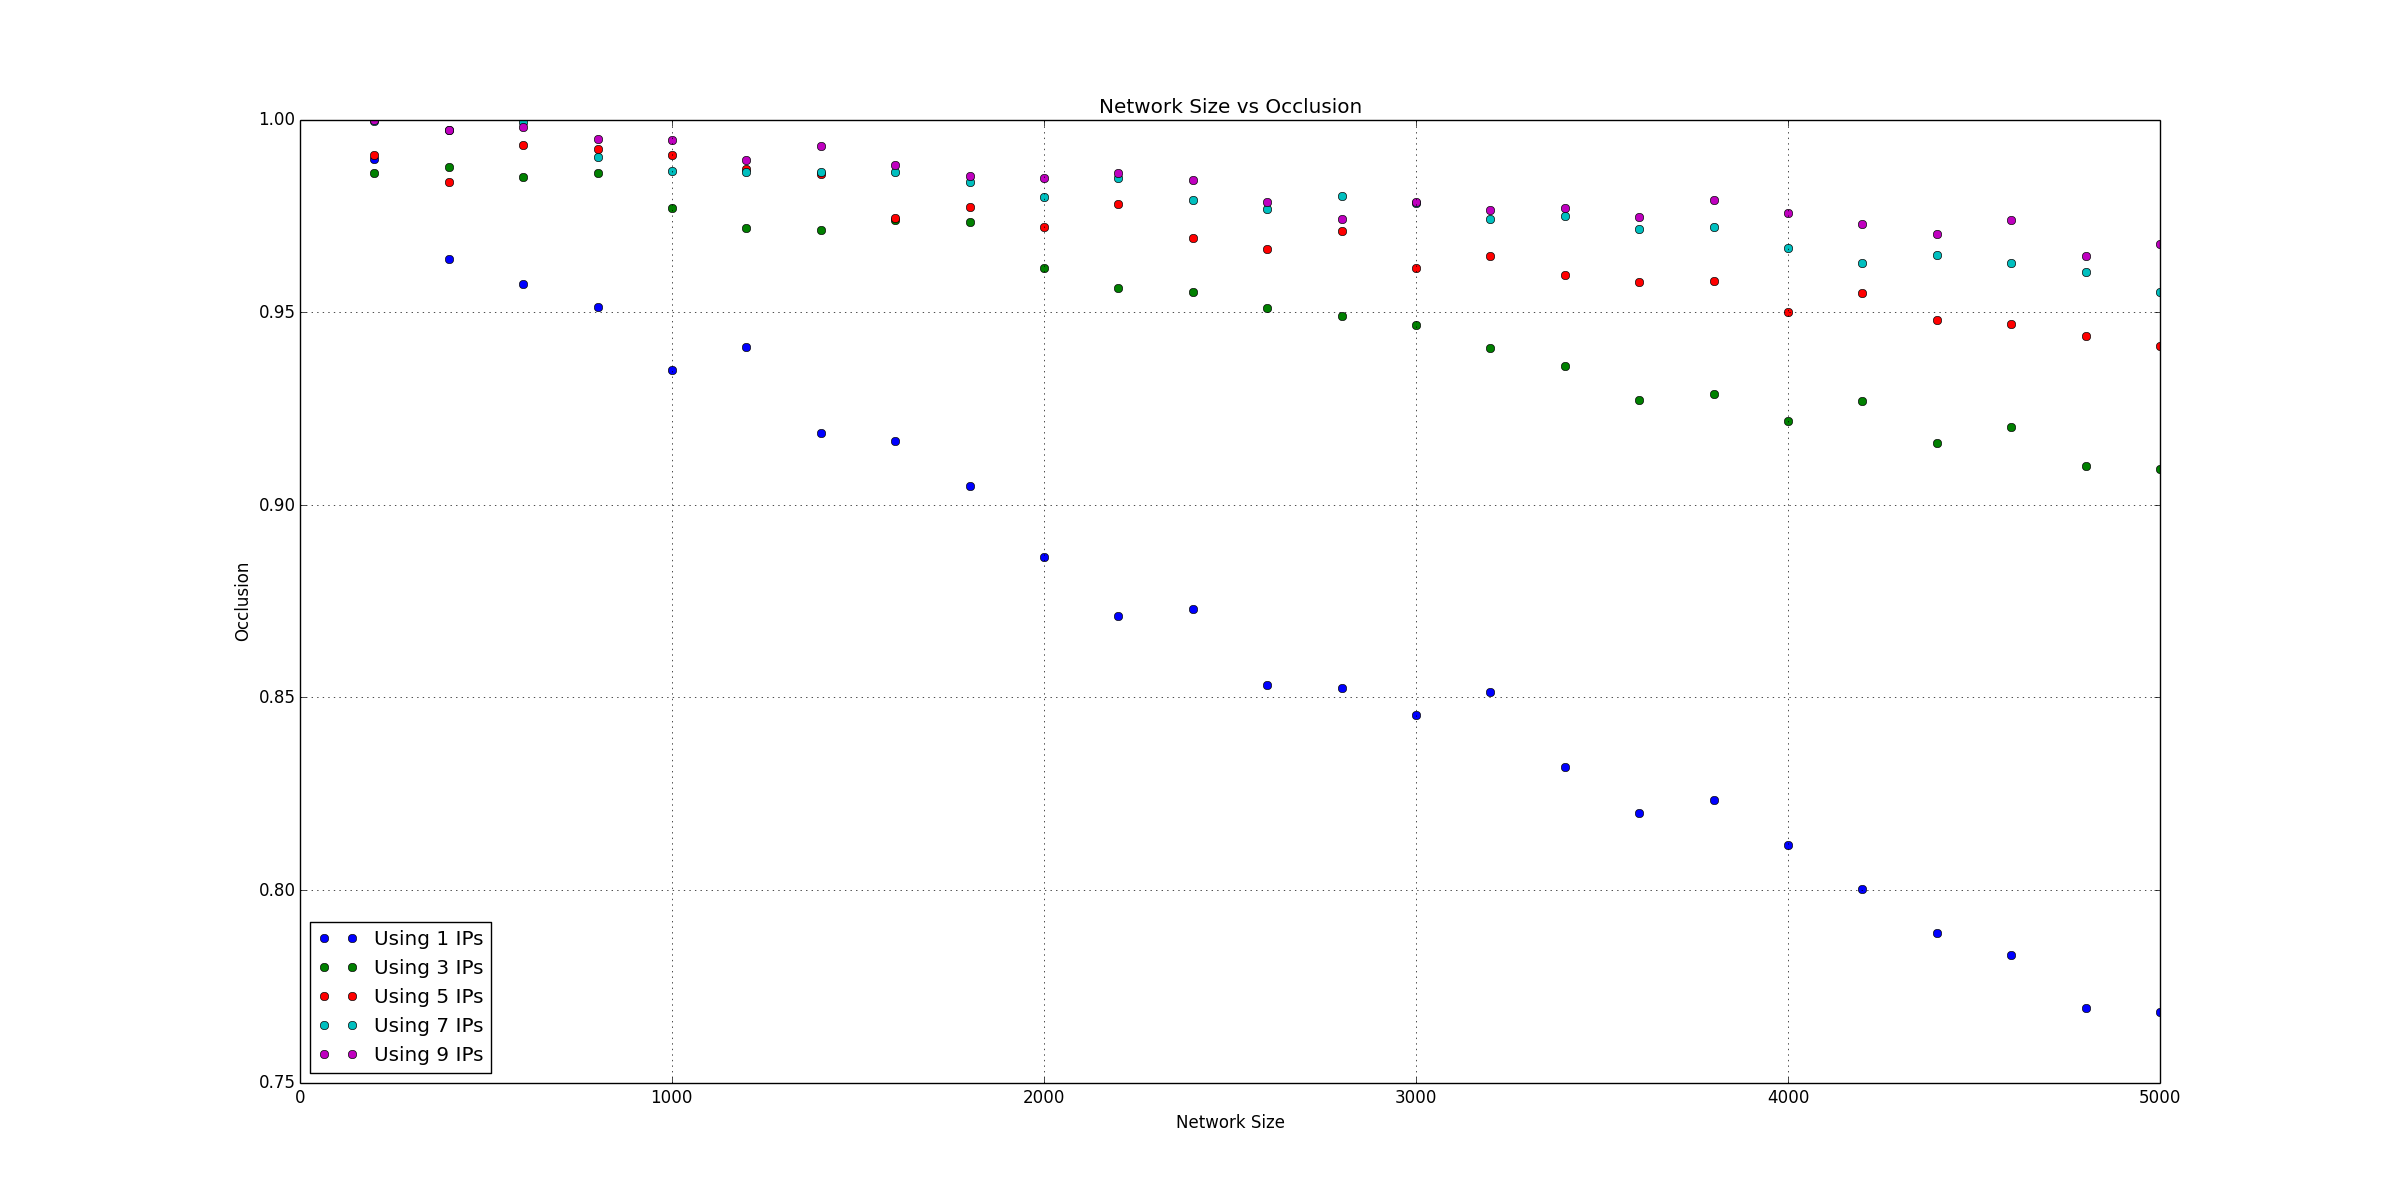 Network Size vs Occlusion
1.00
0.95
0.90
0.85
0.80
0.75
Occlusion
Using 1 IPs
Using 3 IPs
Using 5 IPs
Using 7 IPs
Using 9 IPs
0 1000 2000 3000 4000 5000
Network Size